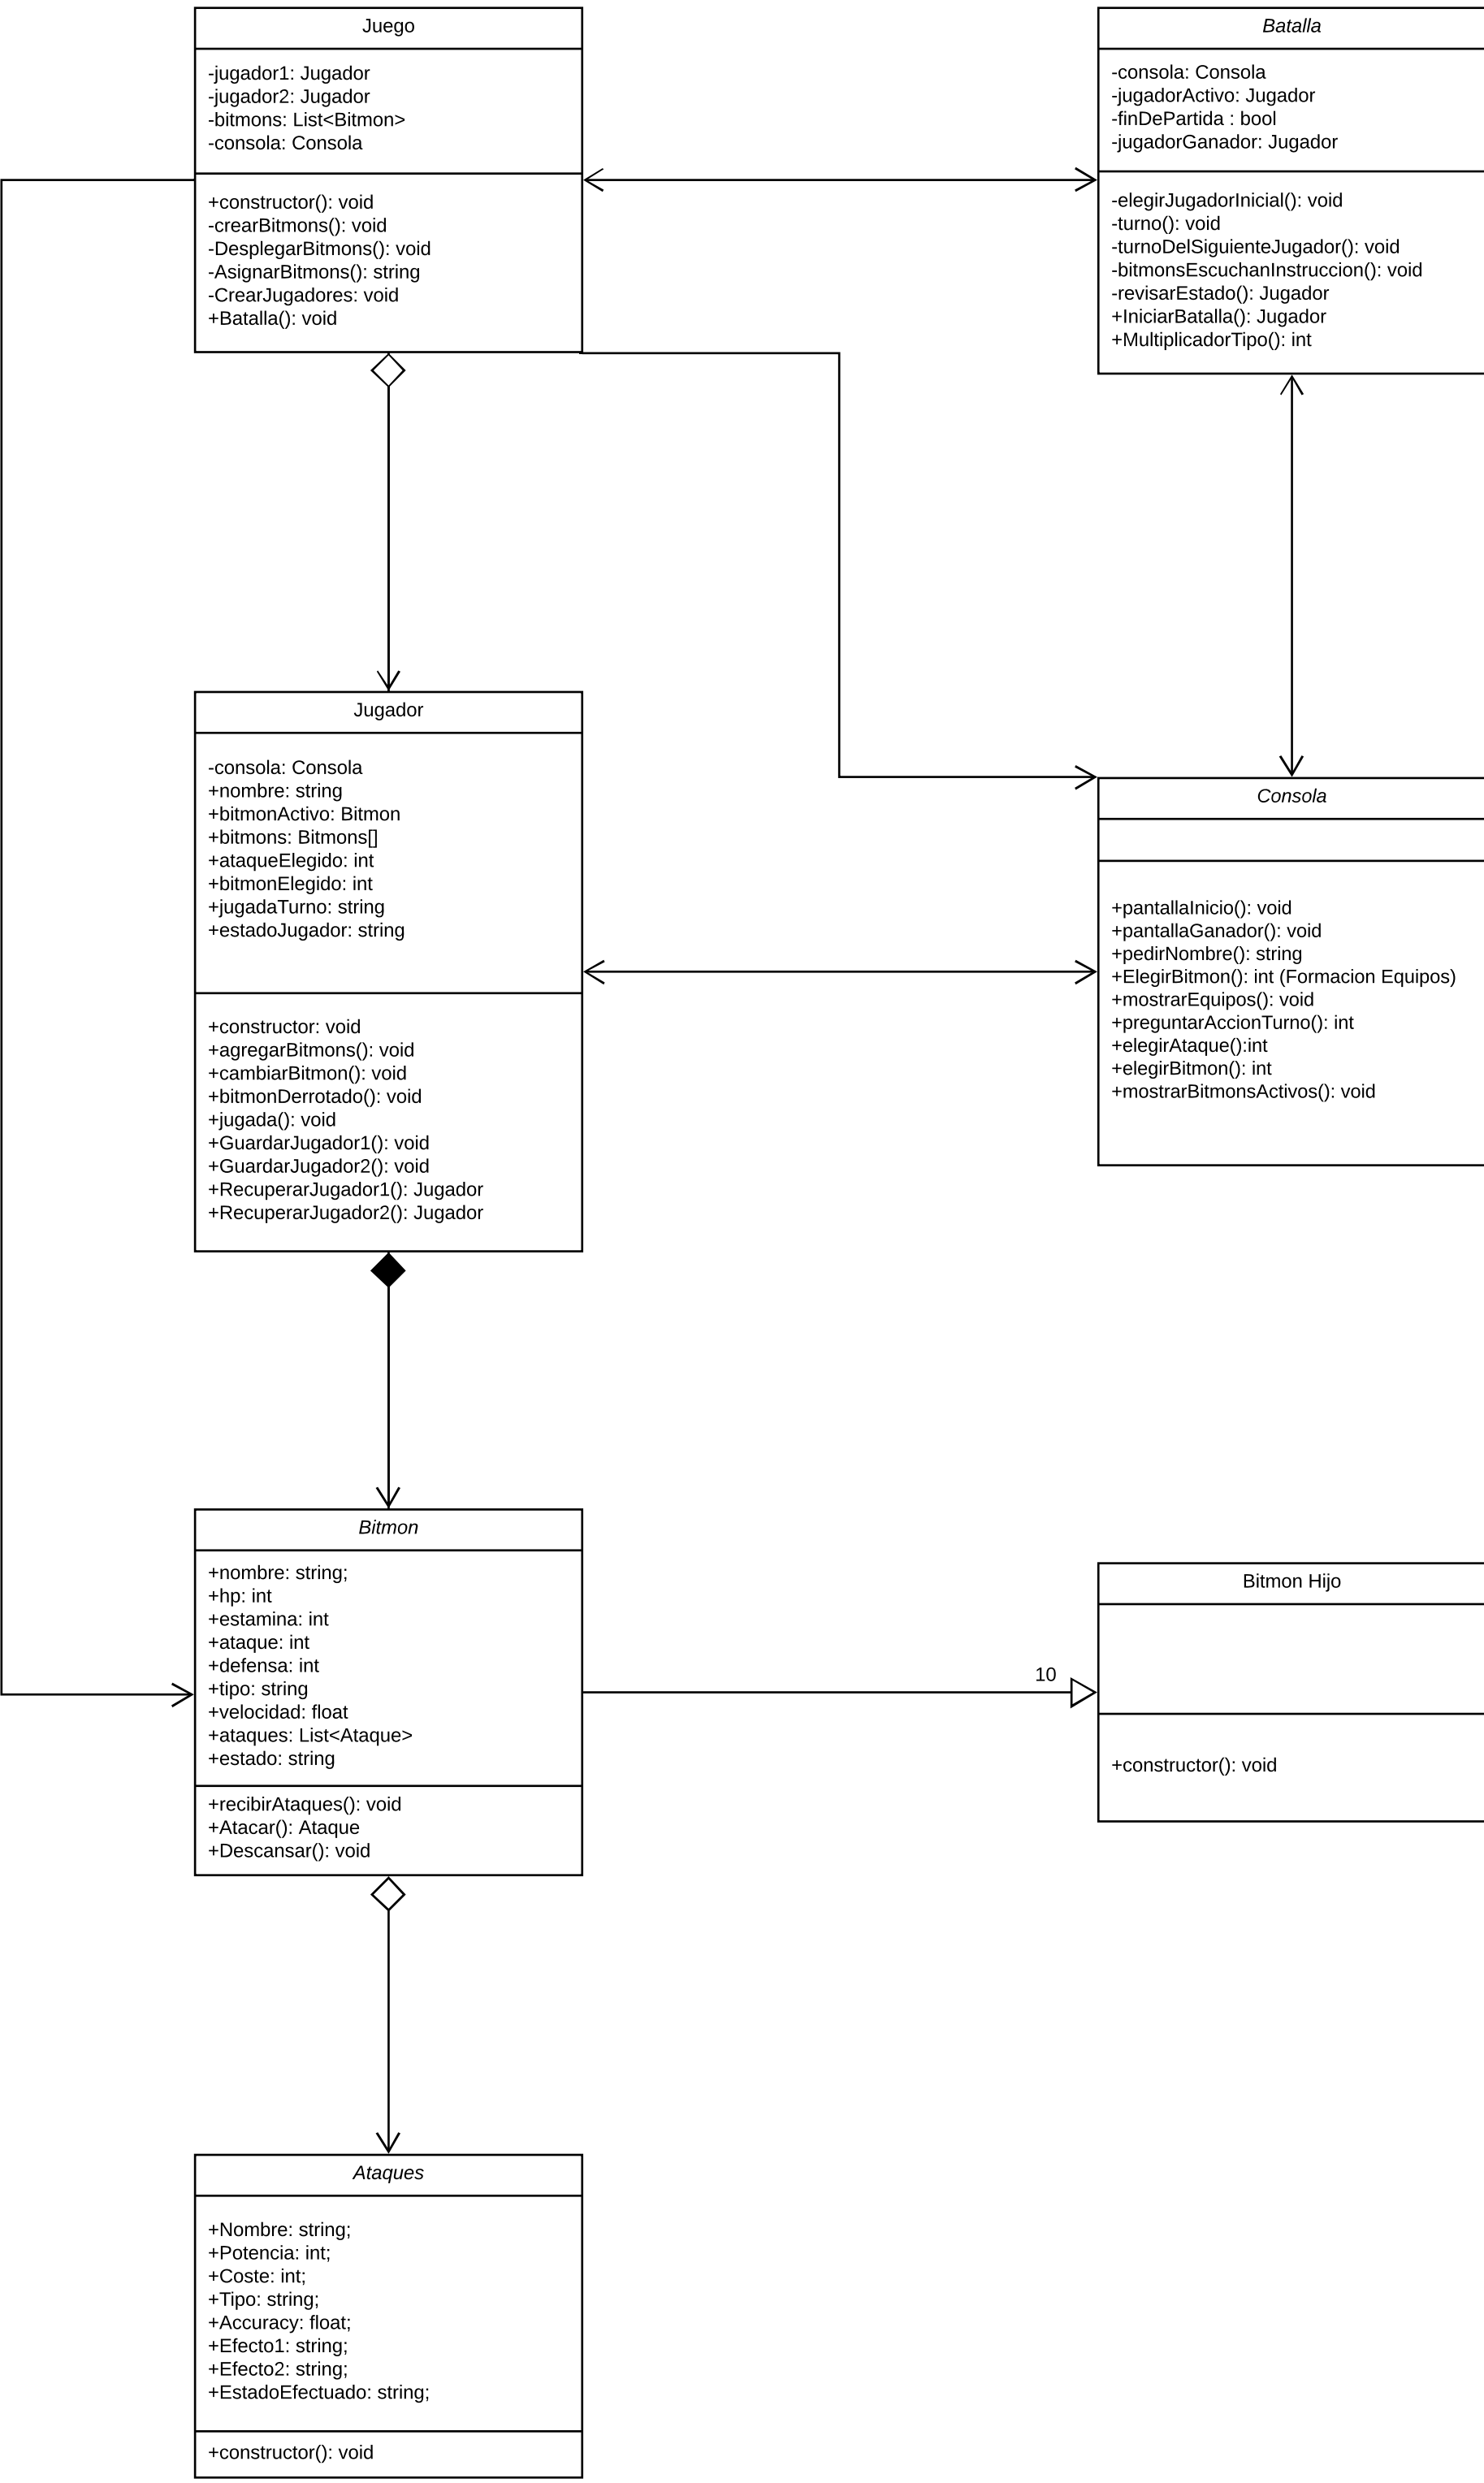 Juego
-jugador1: Jugador
-jugador2: Jugador
-bitmons: List<Bitmon>
-consola: Consola
+constructor(): void
-crearBitmons(): void
-DesplegarBitmons(): void
-AsignarBitmons(): string
-CrearJugadores: void
+Batalla(): void
Batalla
-consola: Consola
-jugadorActivo: Jugador
-finDePartida : bool
-jugadorGanador: Jugador
-elegirJugadorInicial(): void
-turno(): void
-turnoDelSiguienteJugador(): void
-bitmonsEscuchanInstruccion(): void
-revisarEstado(): Jugador
+IniciarBatalla(): Jugador
+MultiplicadorTipo(): int
Jugador
-consola: Consola
+nombre: string
+bitmonActivo: Bitmon
+bitmons: Bitmons[]
+ataqueElegido: int
+bitmonElegido: int
+jugadaTurno: string
+estadoJugador: string
+constructor: void
+agregarBitmons(): void
+cambiarBitmon(): void
+bitmonDerrotado(): void
+jugada(): void
+GuardarJugador1(): void
+GuardarJugador2(): void
+RecuperarJugador1(): Jugador
+RecuperarJugador2(): Jugador
Consola
+pantallaInicio(): void
+pantallaGanador(): void
+pedirNombre(): string
+ElegirBitmon(): int (Formacion Equipos)
+mostrarEquipos(): void
+preguntarAccionTurno(): int
+elegirAtaque():int
+elegirBitmon(): int
+mostrarBitmonsActivos(): void
Bitmon
+nombre: string;
+hp: int
+estamina: int
+ataque: int
+defensa: int
+tipo: string
+velocidad: float
+ataques: List<Ataque>
+estado: string
+recibirAtaques(): void
+Atacar(): Ataque
+Descansar(): void
10
Bitmon Hijo
+constructor(): void
Ataques
+Nombre: string;
+Potencia: int;
+Coste: int;
+Tipo: string;
+Accuracy: float;
+Efecto1: string;
+Efecto2: string;
+EstadoEfectuado: string;
+constructor(): void